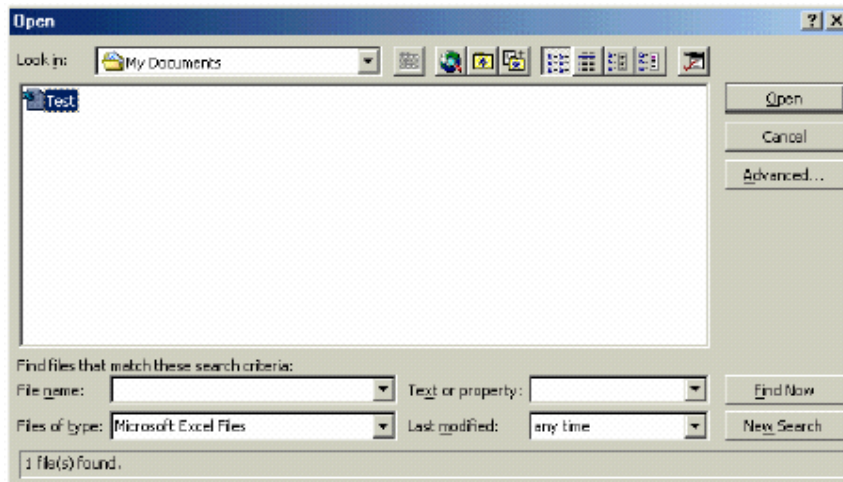 Open
Look in: My Documents
Test
Open
Cancel
Advanced...
Find files that match these search criteria:
File name: Text or property: Find Now
Files of type: Microsoft Excel Files Last modified: any time New Search
1 file(s) found.